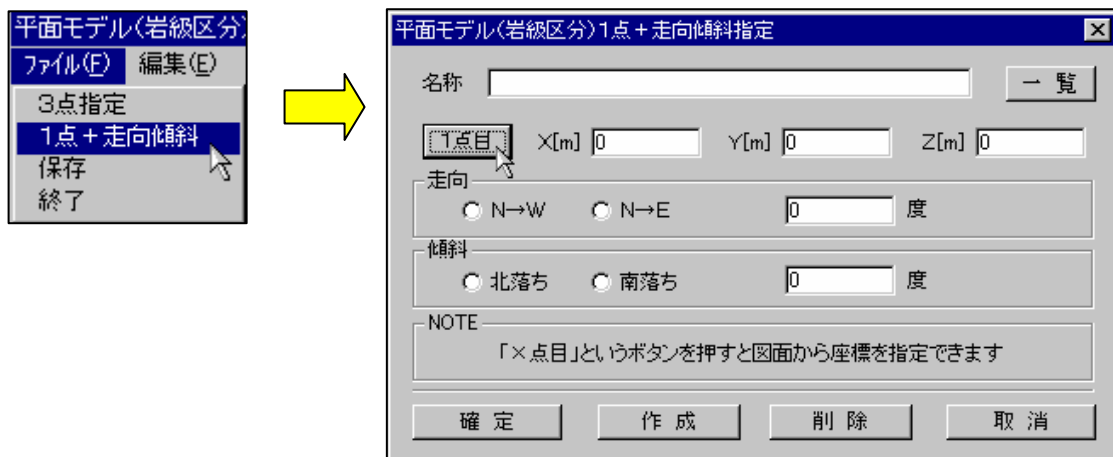 平面モデル(岩級区分)
ファイル(F) 編集(E)
3点指定
1点+走向傾斜
保存
終了
平面モデル(岩級区分)1点+走向傾斜指定
名称 一覧
1点目 X[m] 0 Y[m] 0 Z[m] 0
走向
N→W N→E 0 度
傾斜
北落ち 南落ち 0 度
NOTE
「×点目」というボタンを押すと図面から座標を指定できます
確定 作成 削除 取消